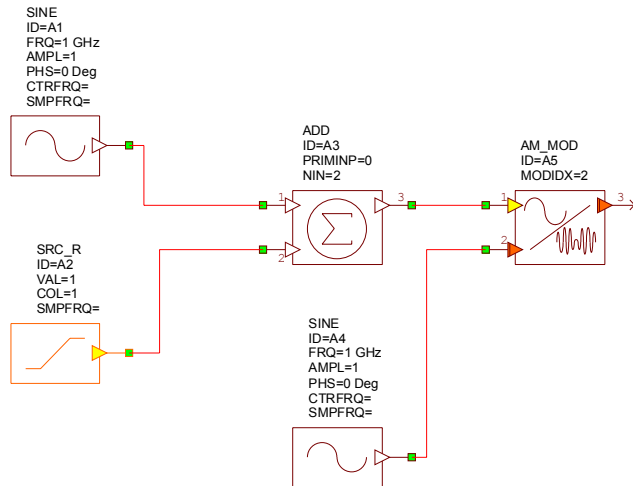 SINE
ID=A1
FRQ=1 GHz
AMPL=1
PHS=0 Deg
CTRFRQ=
SMPFRQ=
ADD
ID=A3
PRIMINP=0
NIN=2
1
2
3
Σ
AM_MOD
ID=A5
MODIDX=2
1
2
3
SRC_R
ID=A2
VAL=1
COL=1
SMPFRQ=
SINE
ID=A4
FRQ=1 GHz
AMPL=1
PHS=0 Deg
CTRFRQ=
SMPFRQ=